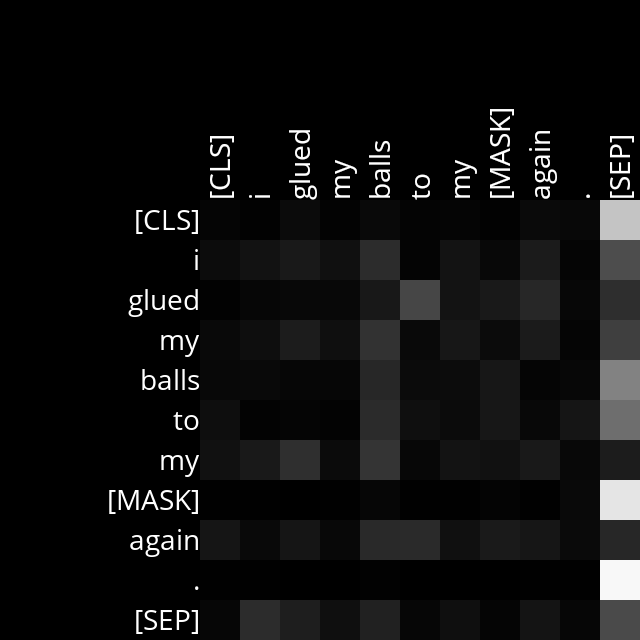 [CLS] i glued my balls to my [MASK] again . [SEP]
[CLS]
i
glued
my
balls
to
my
[MASK]
again
.
[SEP]